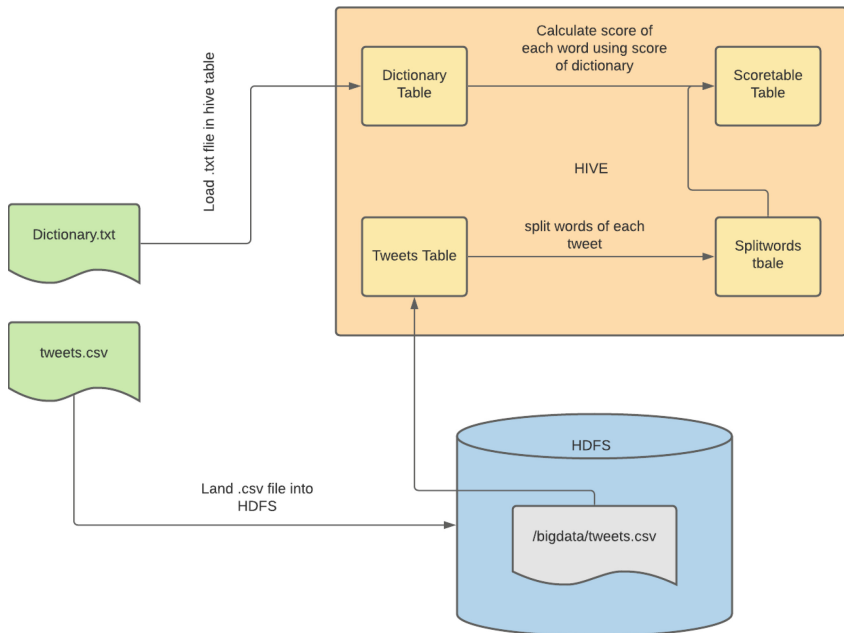 Calculate score of
each word using score
of dictionary
Dictionary
Table
Scoretable
Table
Load .txt flie in hive table
HIVE
Dictionary.txt
split words of each
tweet
Tweets Table
Splitwords
tbale
tweets.csv
HDFS
Land .csv file into
HDFS
/bigdata/tweets.csv